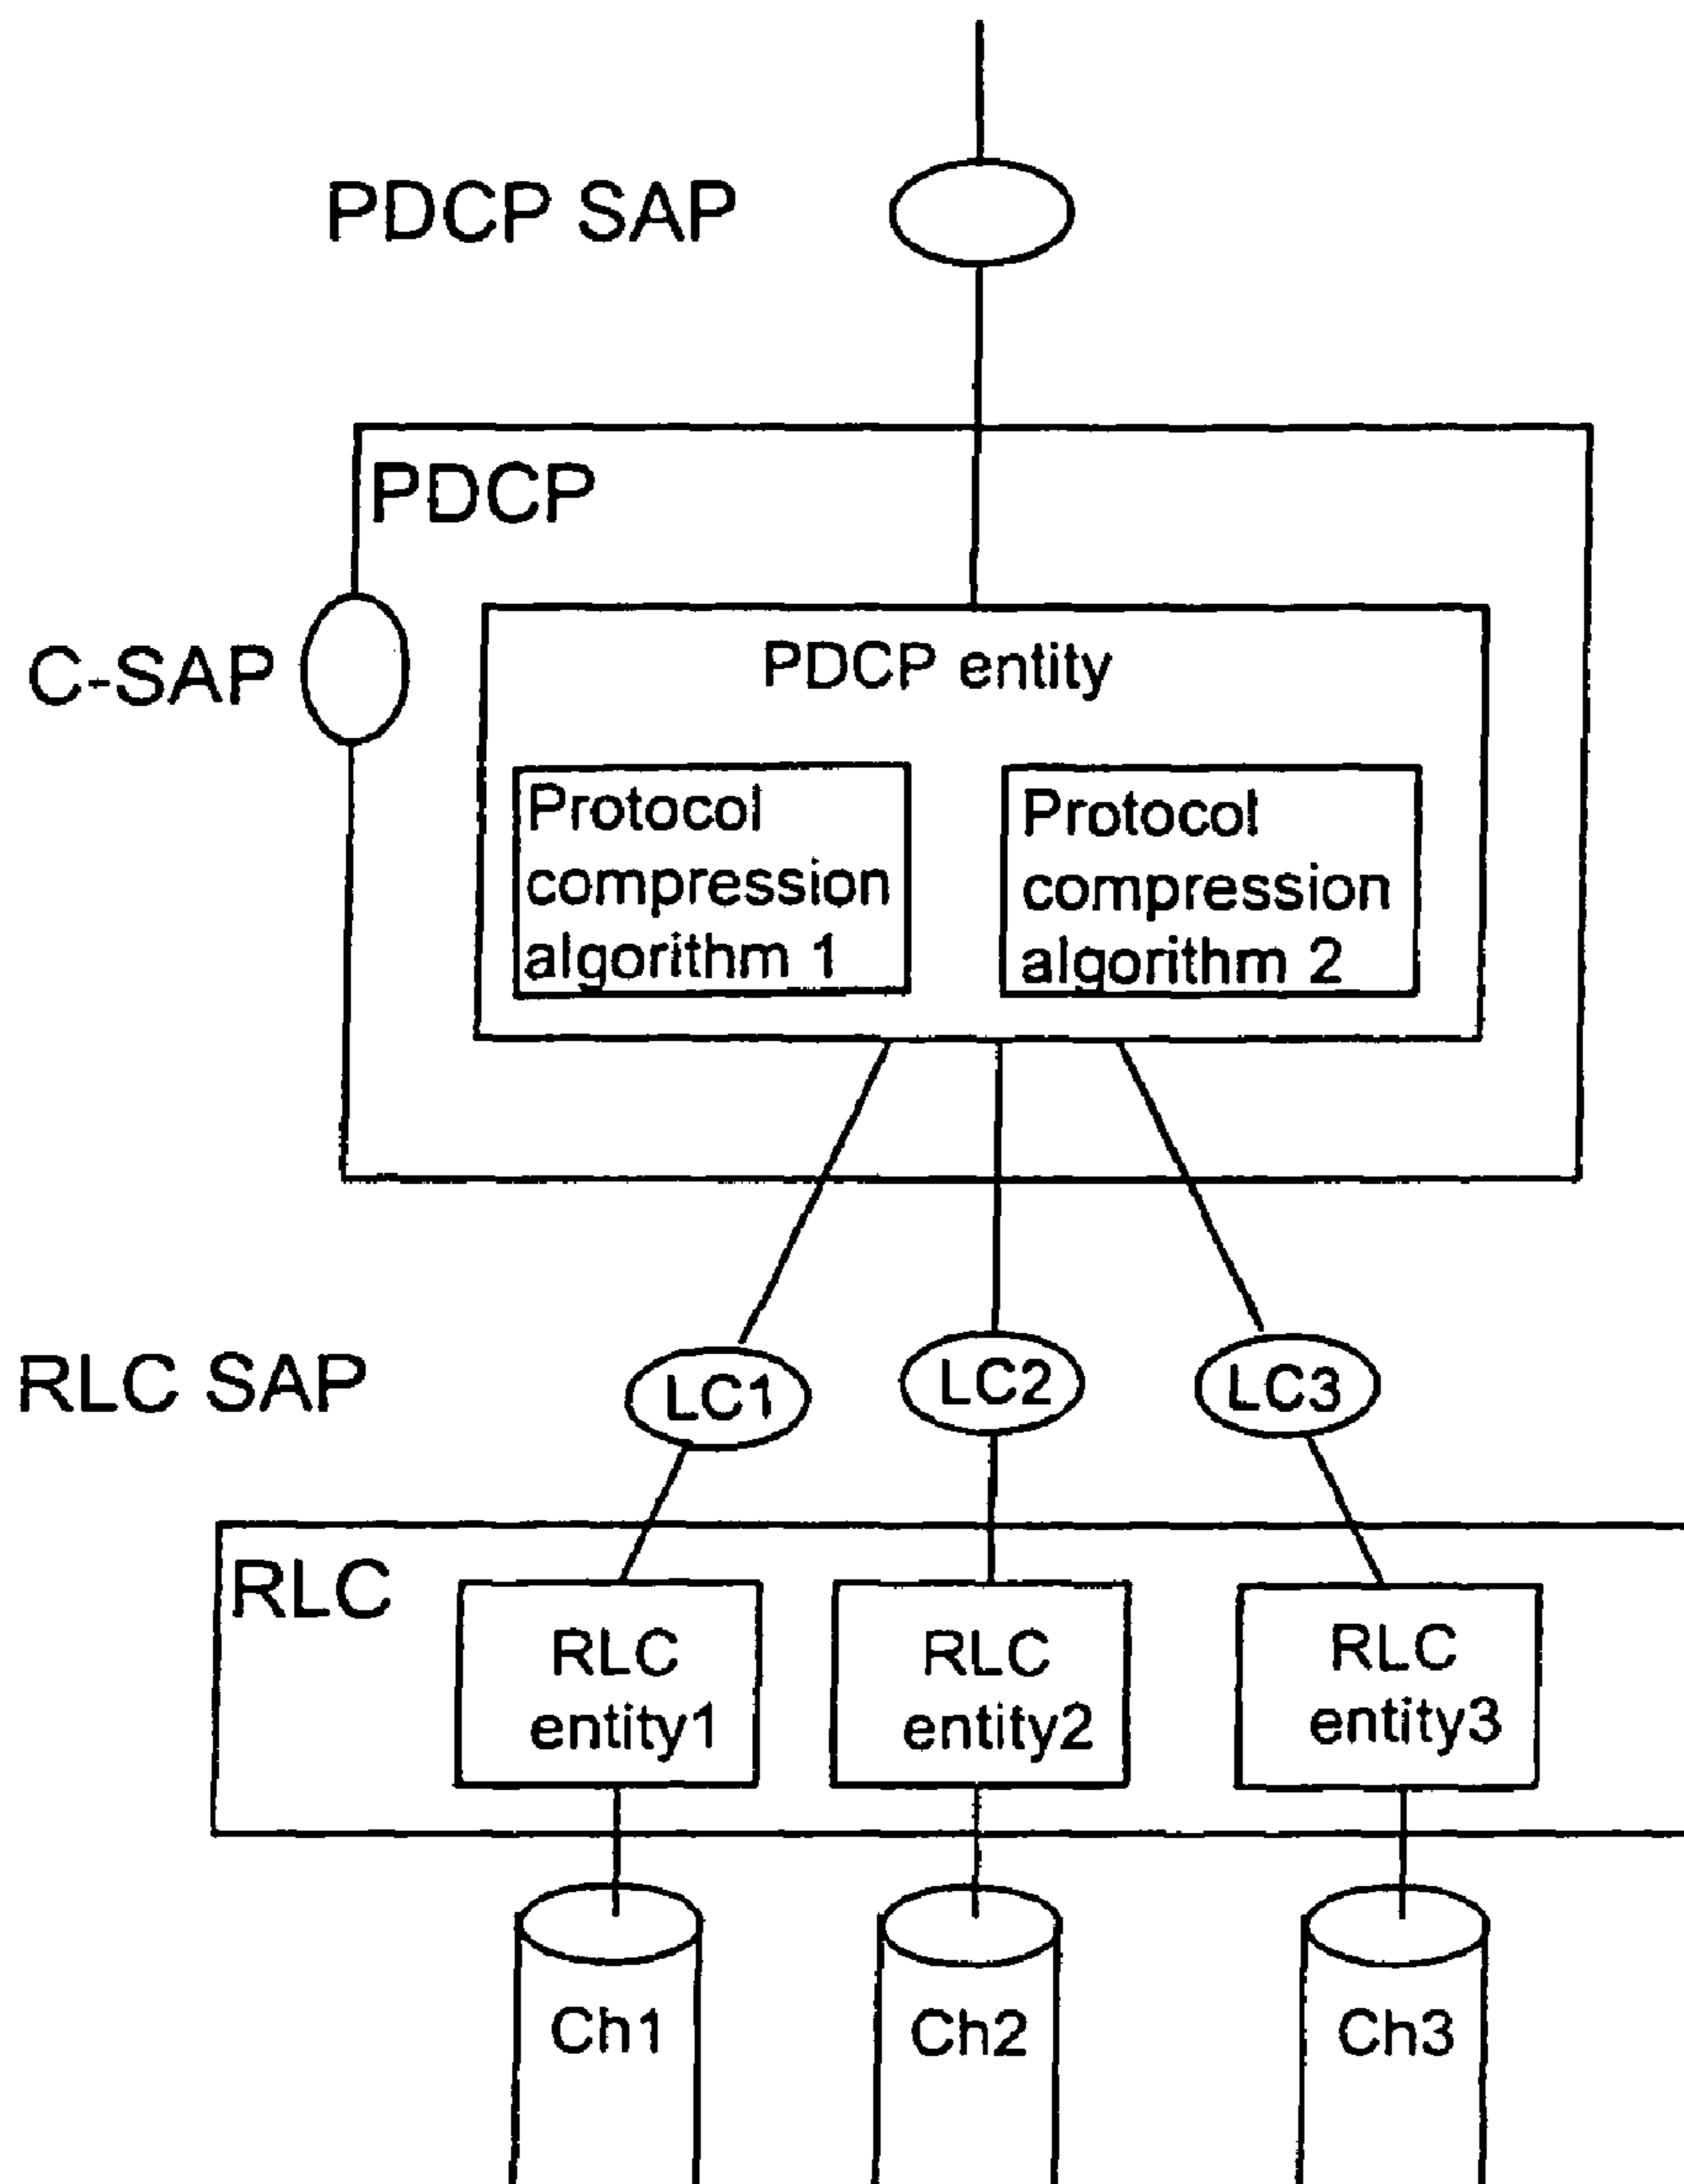 PDCP SAP
PDCP
C-SAP
PDCP entity
Protocol
compression
algorithm 1
Protocol
compression
algorithm 2
RLC SAP
LC1
LC2
LC3
RLC
RLC
entity1
RLC
entity2
RLC
entity3
Ch1
Ch2
Ch3